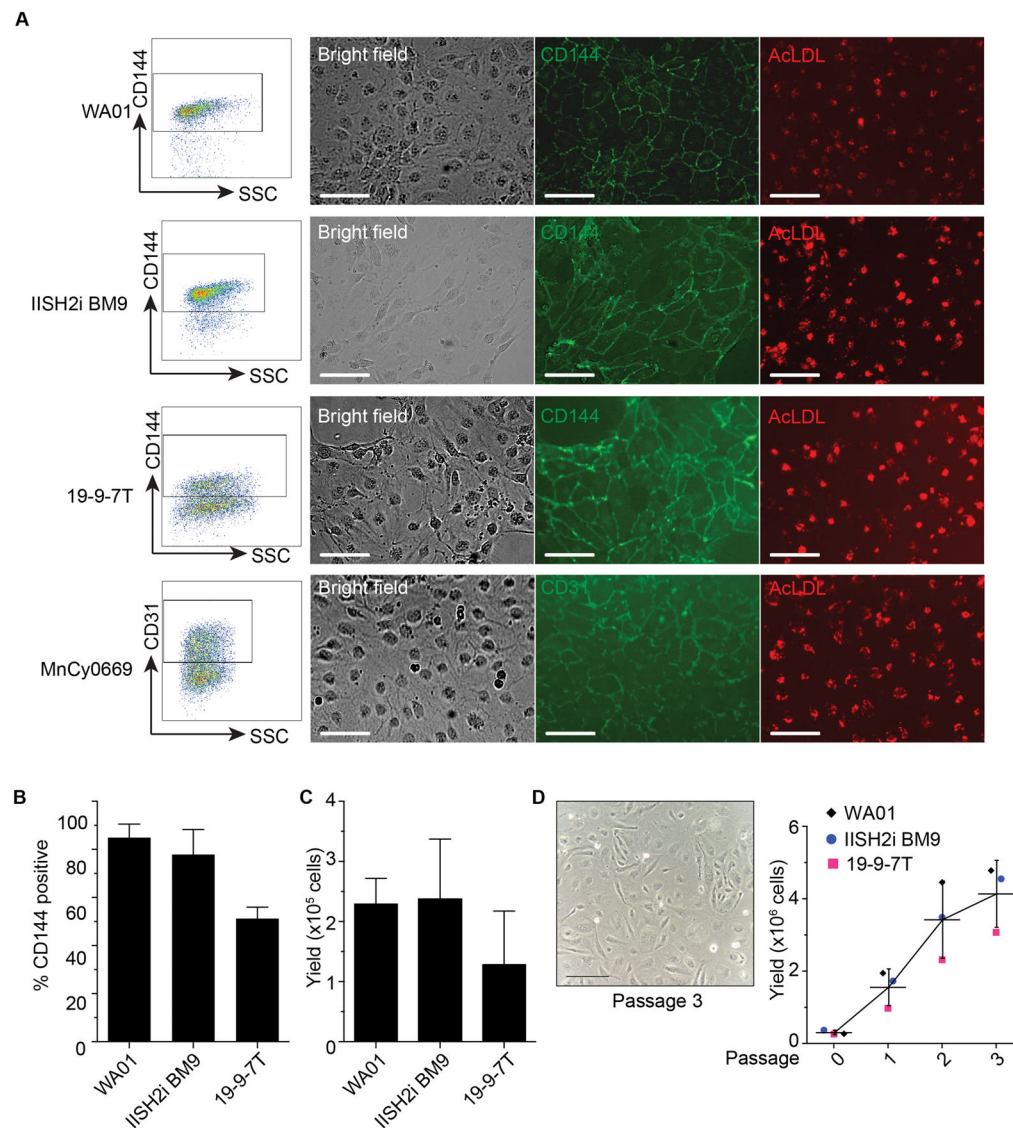 A
WA01
CD144
SSC
Bright field
CD144
AcLDL
IISH2i BM9
CD144
SSC
Bright field
CD144
AcLDL
19-9-7T
CD144
SSC
Bright field
CD144
AcLDL
MnCy0669
CD31
SSC
Bright field
CD31
AcLDL
B
% CD144 positive
100
80
60
40
20
0
WA01
IISH2i BM9
19-9-7T
C
Yield (x10⁵ cells)
4
3
2
1
0
WA01
IISH2i BM9
19-9-7T
D
Passage 3
WA01
IISH2i BM9
19-9-7T
Yield (x10⁶ cells)
6
4
2
0
Passage 0 1 2 3